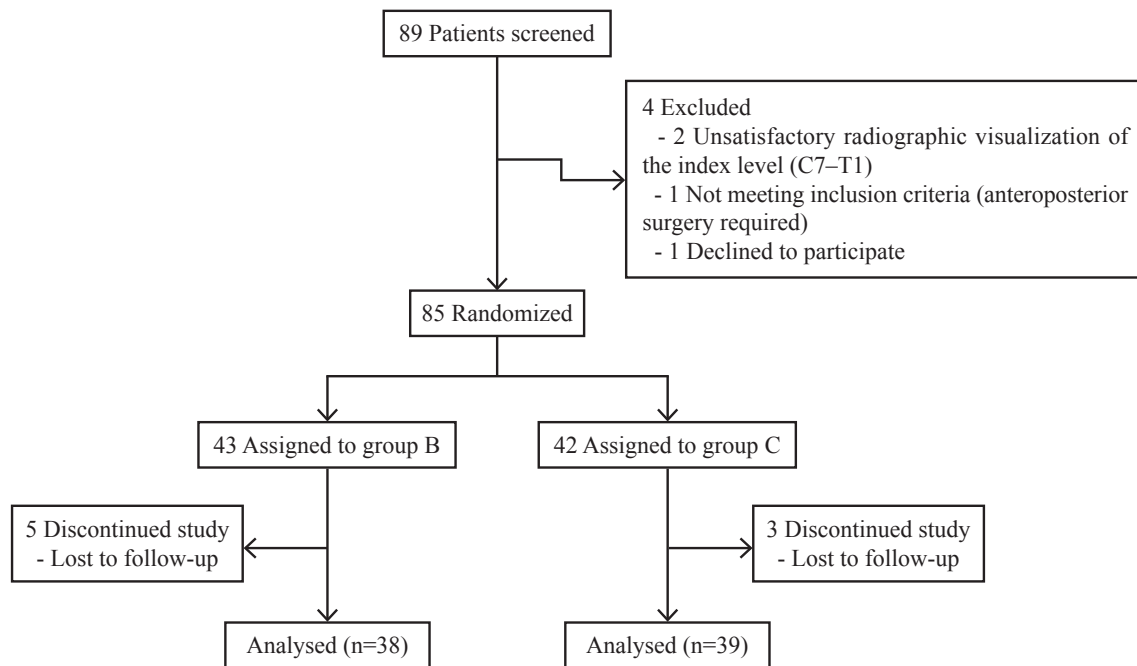 89 Patients screened
4 Excluded
- 2 Unsatisfactory radiographic visualization of
the index level (C7–T1)
- 1 Not meeting inclusion criteria (anteroposterior
surgery required)
- 1 Declined to participate
85 Randomized
43 Assigned to group B
42 Assigned to group C
5 Discontinued study
- Lost to follow-up
3 Discontinued study
- Lost to follow-up
Analysed (n=38)
Analysed (n=39)